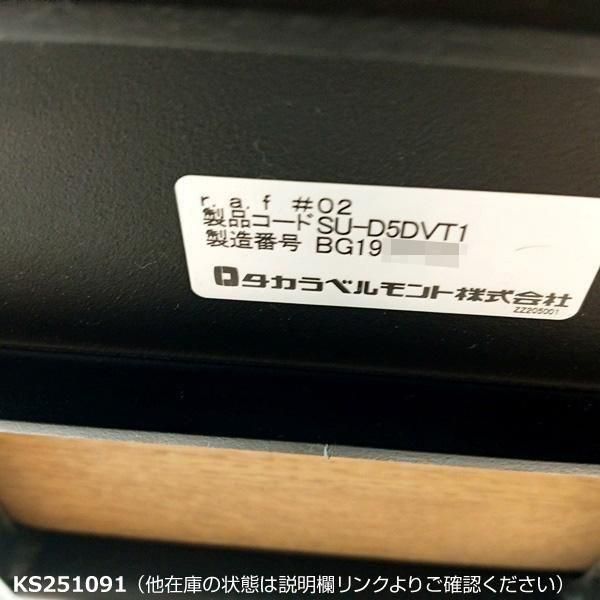 r.a.f #02
製品コード SU-D5DVT1
製造番号 BG19
タカラベルモント株式会社
ZZ205001
KS251091（他在庫の状態は説明欄リンクよりご確認ください）